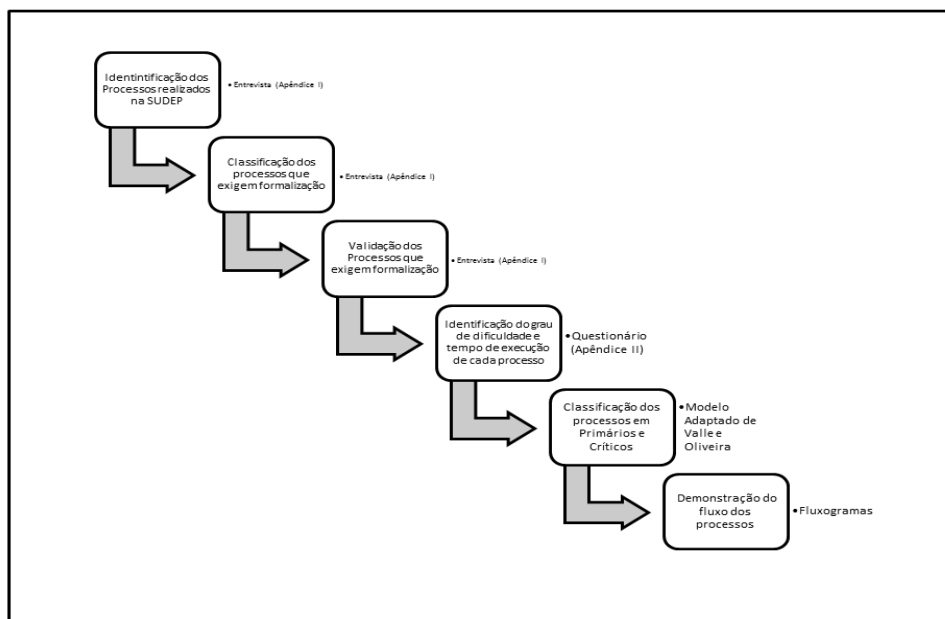 Identintificação dos
Processos realizados
na SUDEP
• Entrevista (Apêndice I)
Classificação dos
processos que
exigem formalização
• Entrevista (Apêndice I)
Validação dos
Processos que
exigem formalização
• Entrevista (Apêndice I)
Identificação do grau
de dificuldade e
tempo de execução
de cada processo
• Questionário
(Apêndice II)
Classificação dos
processos em
Primários e
Críticos
• Modelo
Adaptado de
Valle e
Oliveira
Demonstração do
fluxo dos
processos
• Fluxogramas